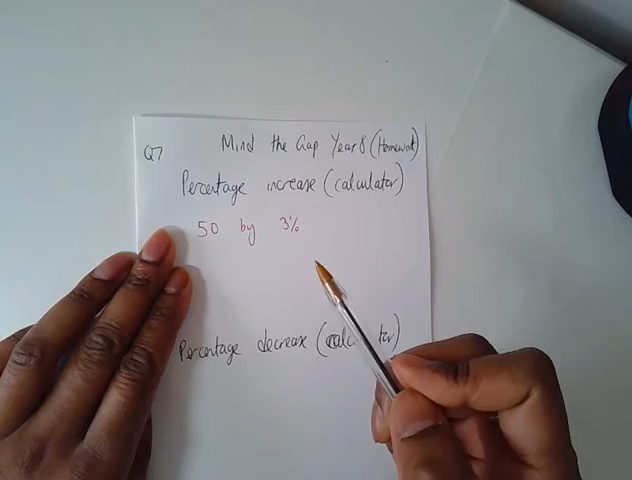 Mind the Gap Year 8 (Homework)
Q7
Percentage increase (calculator)
50 by 3%
Percentage decrease (